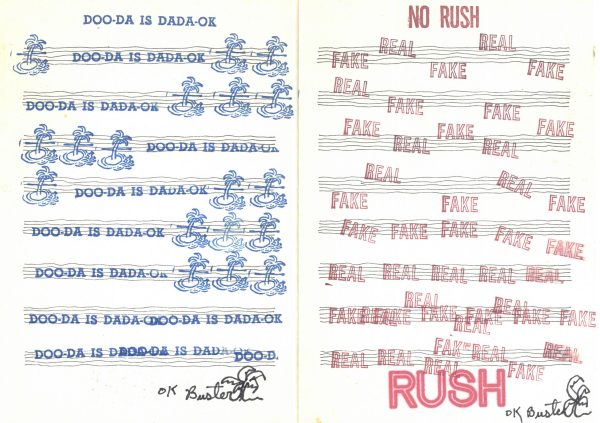 DOO-DA IS DADA-OK
DOO-DA IS DADA-OK
DOO-DA IS DADA-OK
DOO-DA IS DADA-OK
DOO-DA IS DADA-OK
DOO-DA IS DADA-OK
DOO-DA IS DADA-OK
DOO-DA IS DADA-OK DOO-DA IS DADA-OK
DOO-DA IS DADA-OK DOO-DA IS DADA DOO-D.
OK Buster
NO RUSH
REAL REAL
FAKE FAKE FAKE
REAL
FAKE FAKE
FAKE FAKE FAKE
REAL REAL
REAL REAL
FAKE FAKE FAKE
FAKE FAKE FAKE FAKE FAKE
REAL REAL REAL REAL REAL
REAL REAL
FAKE FAKE FAKE FAKE FAKE FAKE
REAL
FAKE
REAL REAL REAL REAL
REAL FAKE
RUSH
OK Buster